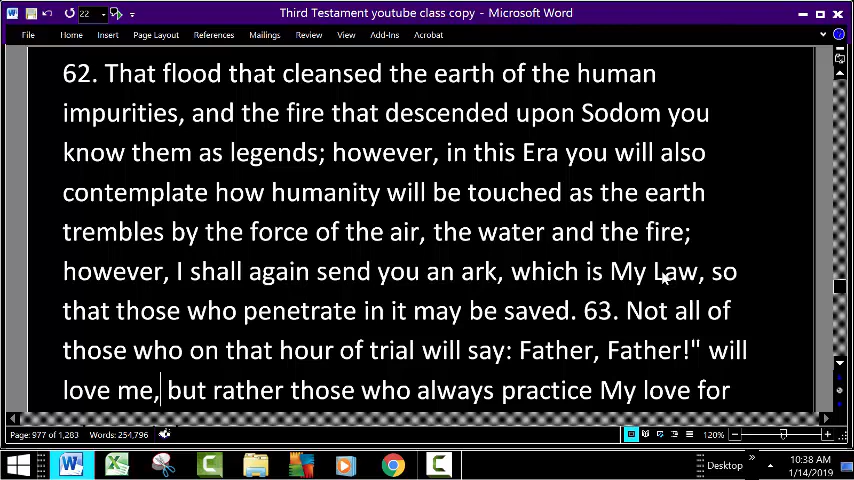 22
Third Testament youtube class copy - Microsoft Word
File Home Insert Page Layout References Mailings Review View Add-Ins Acrobat
62. That flood that cleansed the earth of the human
impurities, and the fire that descended upon Sodom you
know them as legends; however, in this Era you will also
contemplate how humanity will be touched as the earth
trembles by the force of the air, the water and the fire;
however, I shall again send you an ark, which is My Law, so
that those who penetrate in it may be saved. 63. Not all of
those who on that hour of trial will say: Father, Father!" will
love me, but rather those who always practice My love for
Page: 977 of 1,283 Words: 254,796 120%
Desktop 10:38 AM
1/14/2019